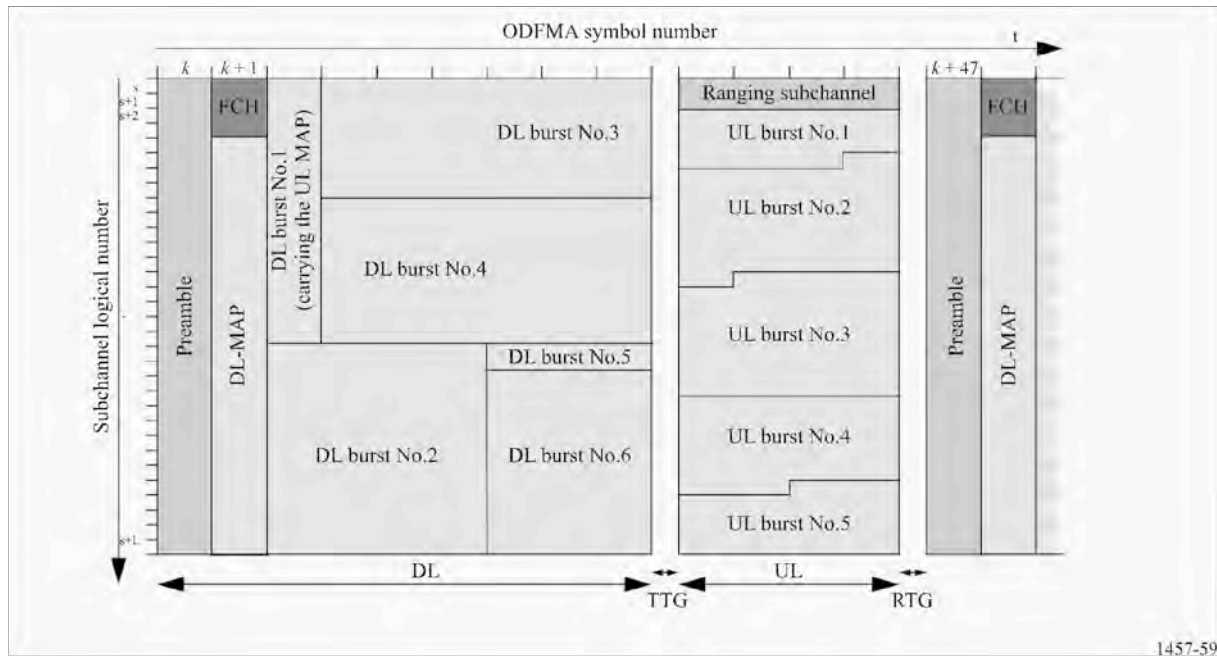 ODFMA symbol number
t
k
k + 1
k + 47
s
s+1
s+2
s+L
Subchannel logical number
Preamble
FCH
DL-MAP
DL burst No.1
(carrying the UL MAP)
DL burst No.3
DL burst No.4
DL burst No.5
DL burst No.2
DL burst No.6
Ranging subchannel
UL burst No.1
UL burst No.2
UL burst No.3
UL burst No.4
UL burst No.5
Preamble
FCH
DL-MAP
DL
TTG
UL
RTG
1457-59